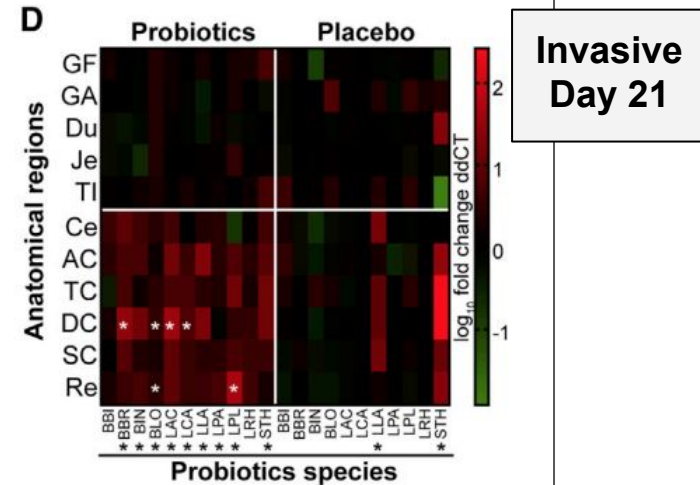 D
Probiotics Placebo
Invasive
Day 21
Anatomical regions
GF
GA
Du
Je
TI
Ce
AC
TC
DC
SC
Re
* * * *
* *
2
1
0
-1
log10 fold change ddCT
BBI *BBR *BIN *BLO *LAC *LCA *LLA *LPA *LPL LRH *STH BBI BBR BIN BLO LAC LCA *LLA LPA LPL LRH *STH
Probiotics species